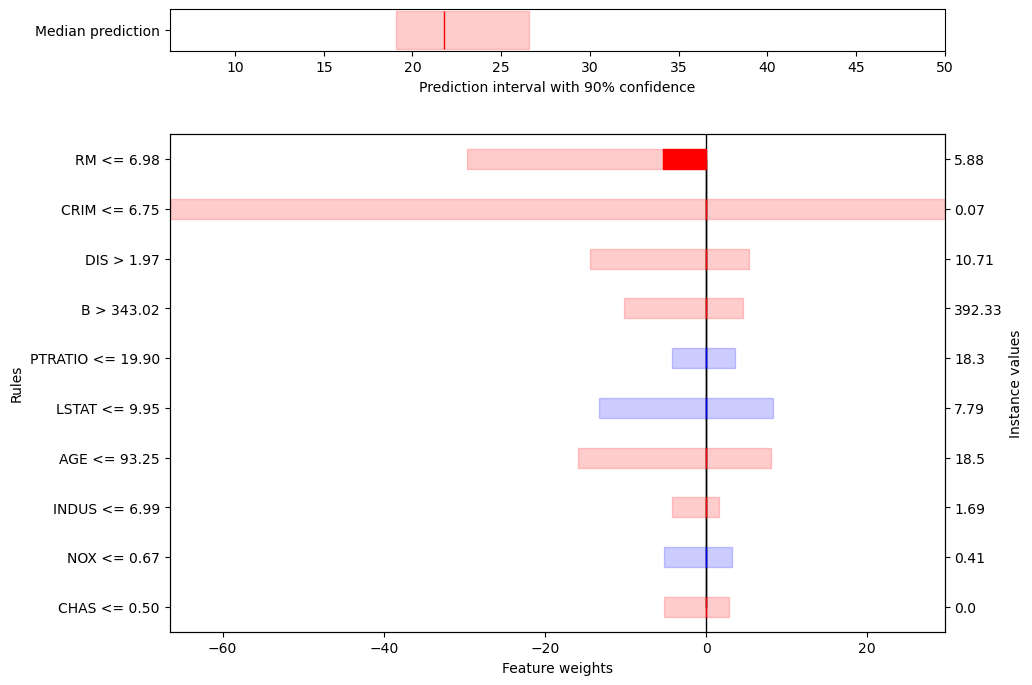 Median prediction
10 15 20 25 30 35 40 45 50
Prediction interval with 90% confidence
Rules
RM <= 6.98 5.88
CRIM <= 6.75 0.07
DIS > 1.97 10.71
B > 343.02 392.33
PTRATIO <= 19.90 18.3
LSTAT <= 9.95 7.79
AGE <= 93.25 18.5
INDUS <= 6.99 1.69
NOX <= 0.67 0.41
CHAS <= 0.50 0.0
Instance values
−60 −40 −20 0 20
Feature weights